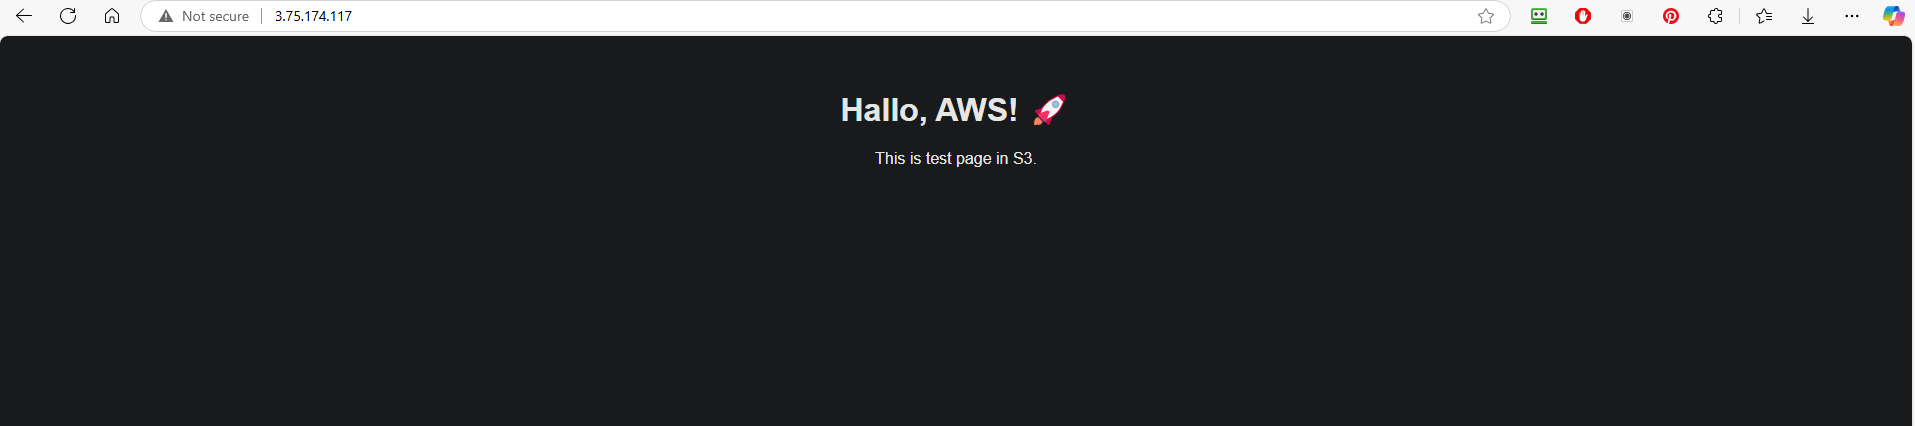 Not secure
3.75.174.117
Hallo, AWS! 🚀
This is test page in S3.